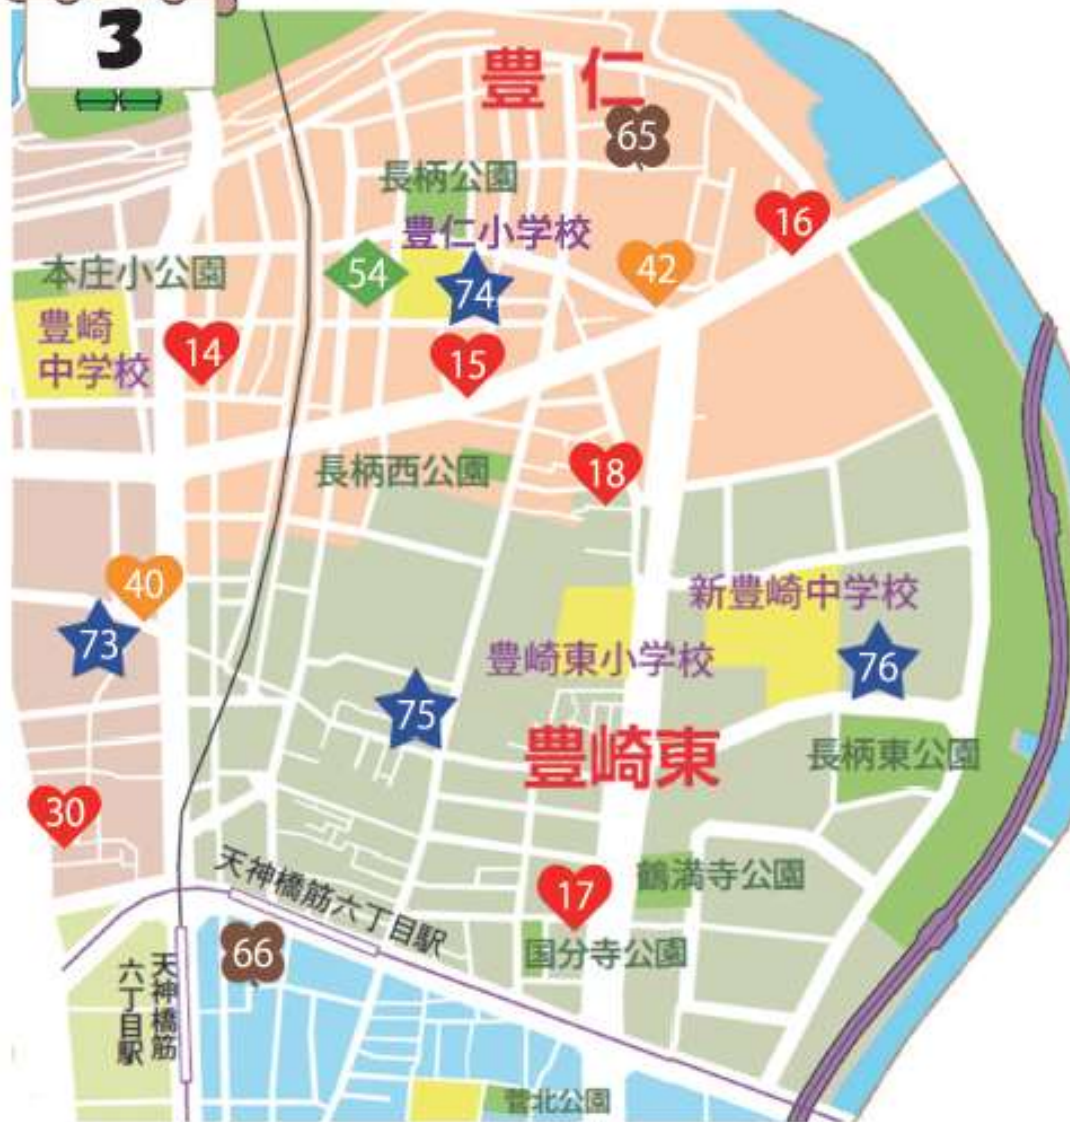 3
豊仁
65
長柄公園
16
豊仁小学校
54
42
本庄小公園
74
豊崎
中学校
14
15
長柄西公園
18
40
新豊崎中学校
73
豊崎東小学校
76
75
豊崎東
長柄東公園
30
天神橋筋六丁目駅
鶴満寺公園
17
66
国分寺公園
天神橋筋
六丁目駅
菅北公園